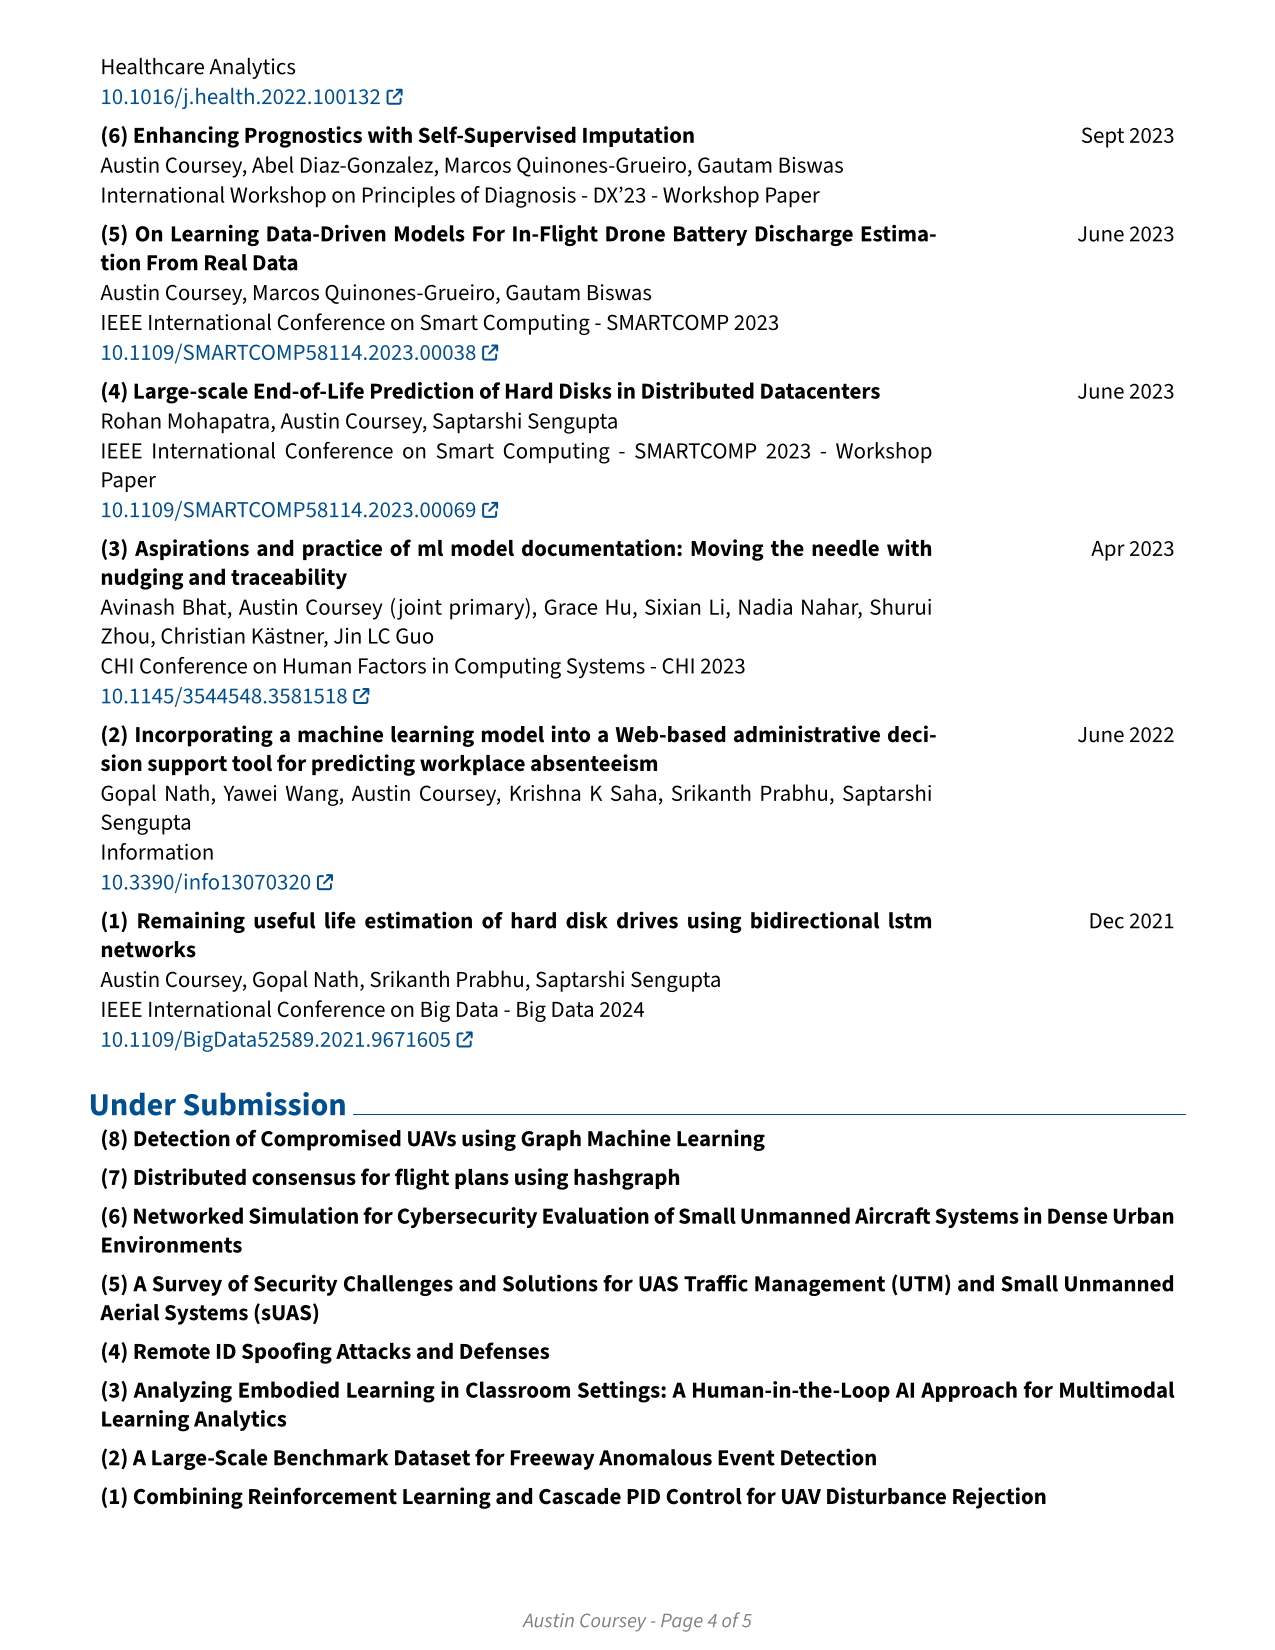 Healthcare Analytics
10.1016/j.health.2022.100132
(6) Enhancing Prognostics with Self-Supervised Imputation Sept 2023
Austin Coursey, Abel Diaz-Gonzalez, Marcos Quinones-Grueiro, Gautam Biswas
International Workshop on Principles of Diagnosis - DX’23 - Workshop Paper
(5) On Learning Data-Driven Models For In-Flight Drone Battery Discharge Estima- June 2023
tion From Real Data
Austin Coursey, Marcos Quinones-Grueiro, Gautam Biswas
IEEE International Conference on Smart Computing - SMARTCOMP 2023
10.1109/SMARTCOMP58114.2023.00038
(4) Large-scale End-of-Life Prediction of Hard Disks in Distributed Datacenters June 2023
Rohan Mohapatra, Austin Coursey, Saptarshi Sengupta
IEEE International Conference on Smart Computing - SMARTCOMP 2023 - Workshop
Paper
10.1109/SMARTCOMP58114.2023.00069
(3) Aspirations and practice of ml model documentation: Moving the needle with Apr 2023
nudging and traceability
Avinash Bhat, Austin Coursey (joint primary), Grace Hu, Sixian Li, Nadia Nahar, Shurui
Zhou, Christian Kästner, Jin LC Guo
CHI Conference on Human Factors in Computing Systems - CHI 2023
10.1145/3544548.3581518
(2) Incorporating a machine learning model into a Web-based administrative deci- June 2022
sion support tool for predicting workplace absenteeism
Gopal Nath, Yawei Wang, Austin Coursey, Krishna K Saha, Srikanth Prabhu, Saptarshi
Sengupta
Information
10.3390/info13070320
(1) Remaining useful life estimation of hard disk drives using bidirectional lstm Dec 2021
networks
Austin Coursey, Gopal Nath, Srikanth Prabhu, Saptarshi Sengupta
IEEE International Conference on Big Data - Big Data 2024
10.1109/BigData52589.2021.9671605
Under Submission
(8) Detection of Compromised UAVs using Graph Machine Learning
(7) Distributed consensus for flight plans using hashgraph
(6) Networked Simulation for Cybersecurity Evaluation of Small Unmanned Aircraft Systems in Dense Urban
Environments
(5) A Survey of Security Challenges and Solutions for UAS Traffic Management (UTM) and Small Unmanned
Aerial Systems (sUAS)
(4) Remote ID Spoofing Attacks and Defenses
(3) Analyzing Embodied Learning in Classroom Settings: A Human-in-the-Loop AI Approach for Multimodal
Learning Analytics
(2) A Large-Scale Benchmark Dataset for Freeway Anomalous Event Detection
(1) Combining Reinforcement Learning and Cascade PID Control for UAV Disturbance Rejection
Austin Coursey - Page 4 of 5